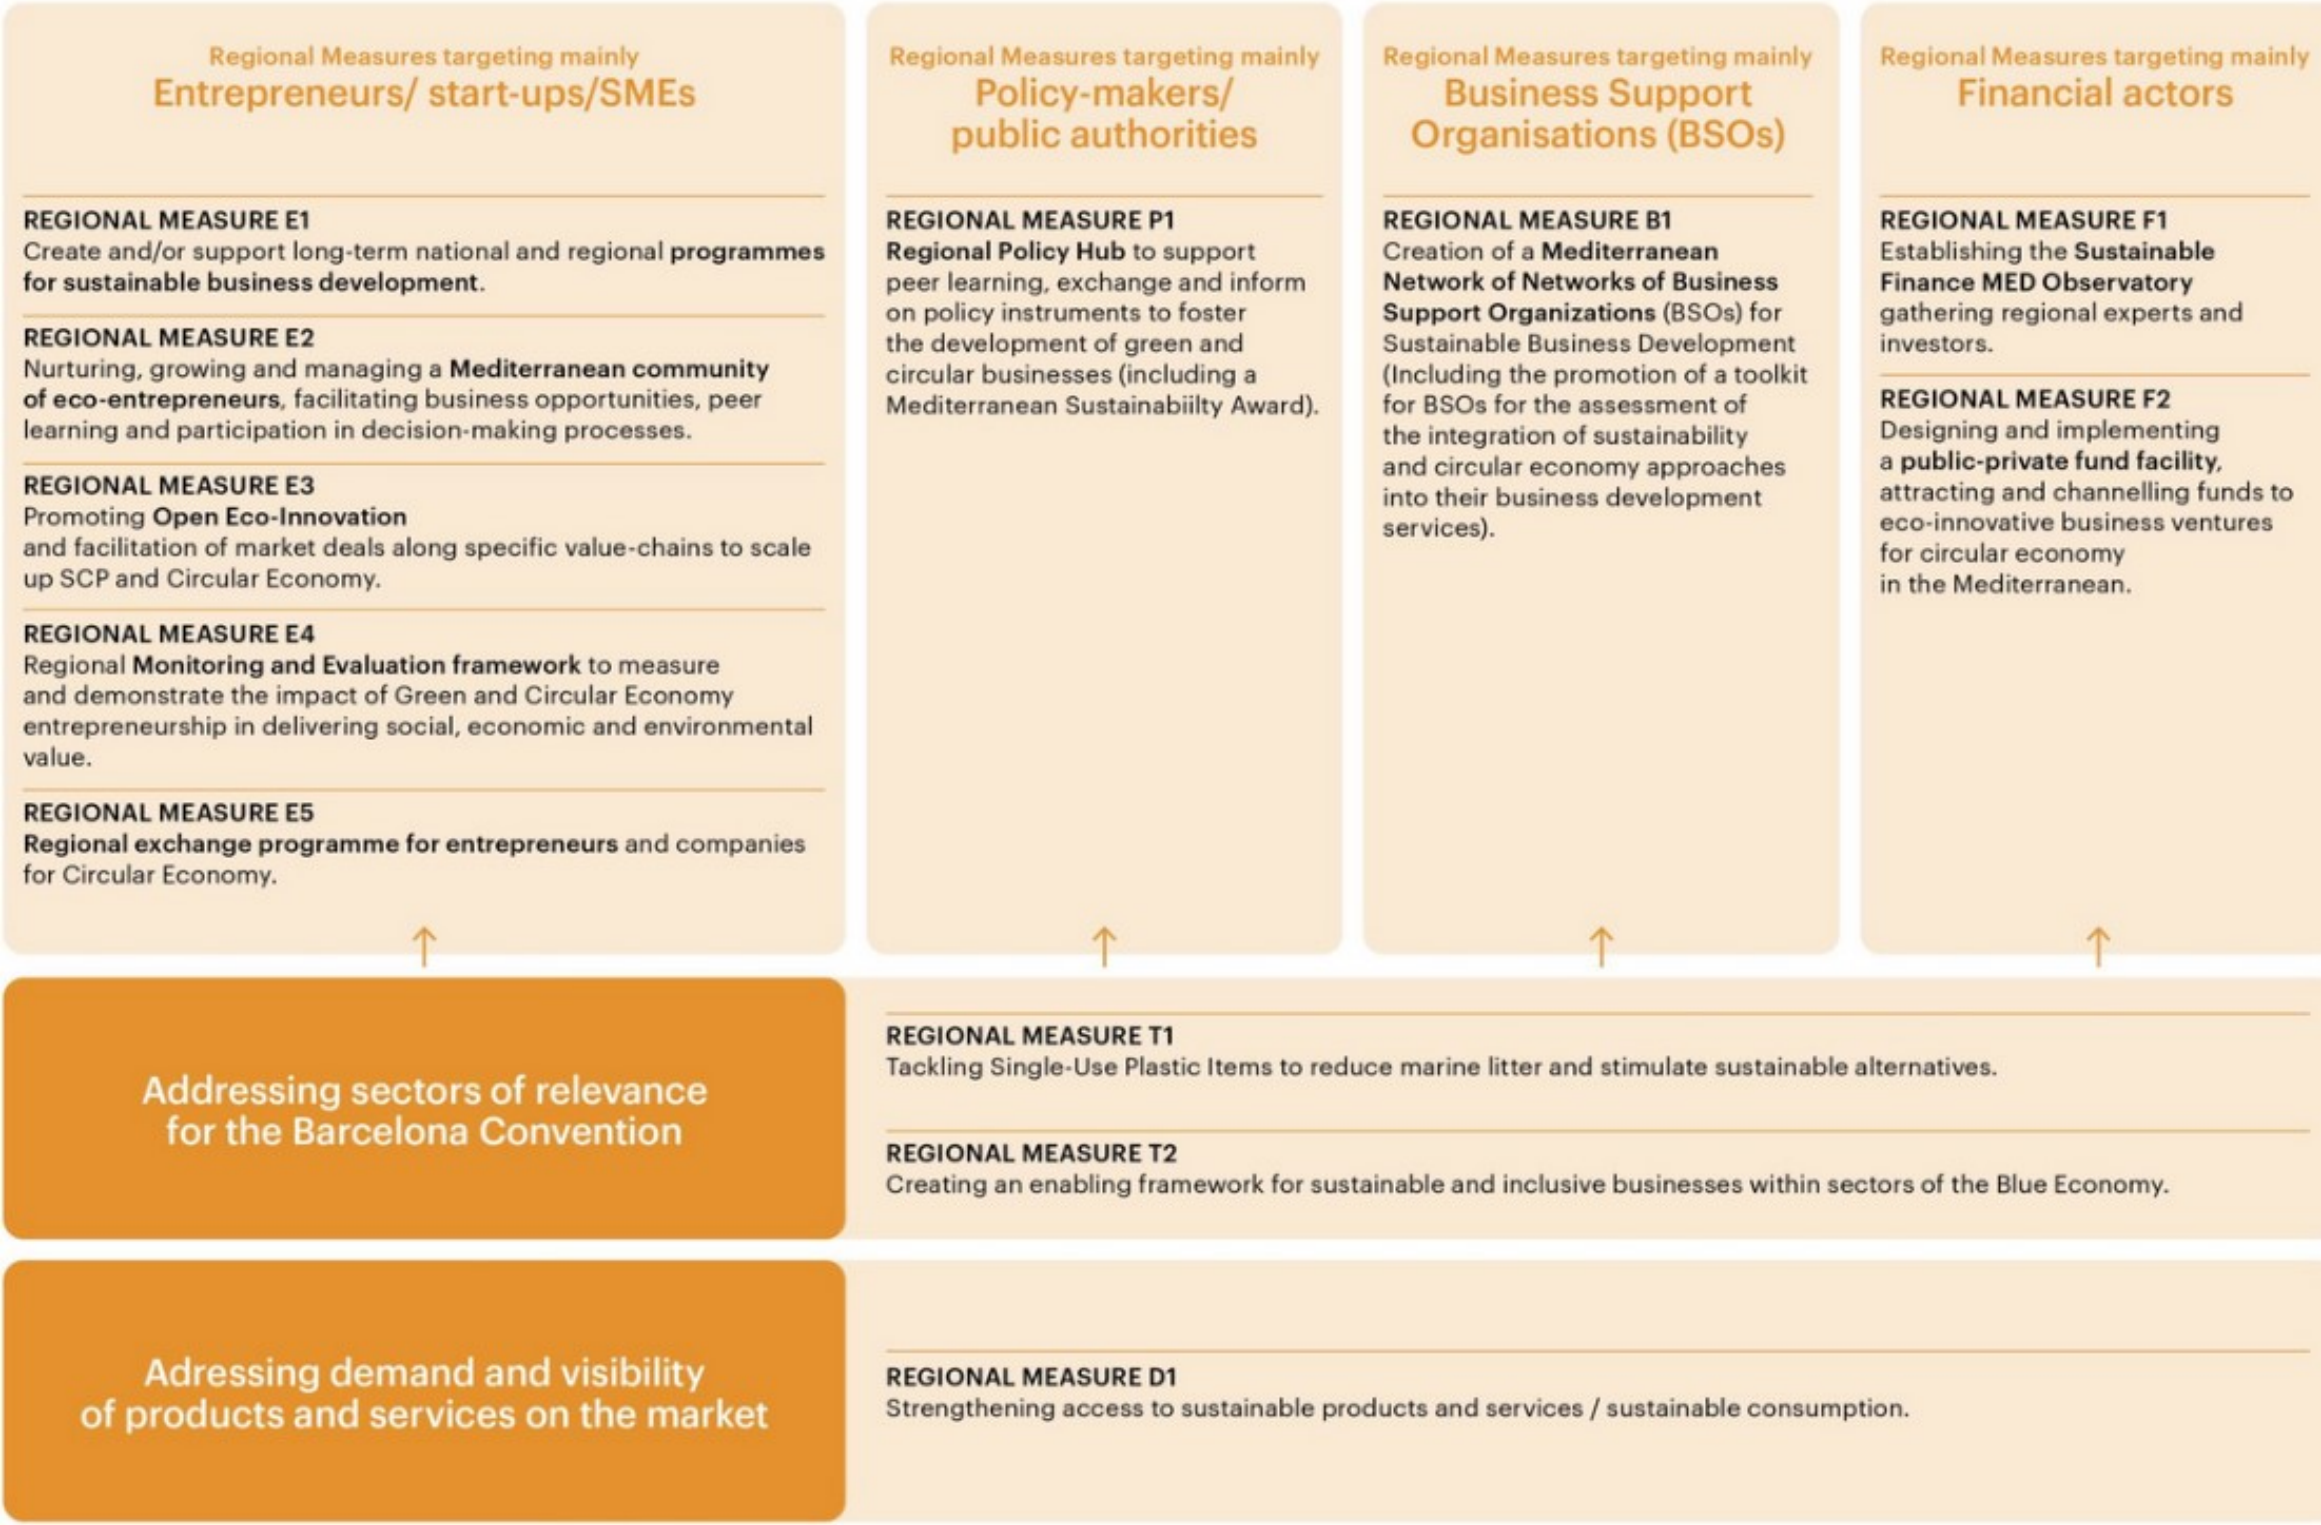 Regional Measures targeting mainly
Entrepreneurs/ start-ups/SMEs
REGIONAL MEASURE E1
Create and/or support long-term national and regional programmes
for sustainable business development.
REGIONAL MEASURE E2
Nurturing, growing and managing a Mediterranean community
of eco-entrepreneurs, facilitating business opportunities, peer
learning and participation in decision-making processes.
REGIONAL MEASURE E3
Promoting Open Eco-Innovation
and facilitation of market deals along specific value-chains to scale
up SCP and Circular Economy.
REGIONAL MEASURE E4
Regional Monitoring and Evaluation framework to measure
and demonstrate the impact of Green and Circular Economy
entrepreneurship in delivering social, economic and environmental
value.
REGIONAL MEASURE E5
Regional exchange programme for entrepreneurs and companies
for Circular Economy.
Regional Measures targeting mainly
Policy-makers/
public authorities
REGIONAL MEASURE P1
Regional Policy Hub to support
peer learning, exchange and inform
on policy instruments to foster
the development of green and
circular businesses (including a
Mediterranean Sustainabiilty Award).
Regional Measures targeting mainly
Business Support
Organisations (BSOs)
REGIONAL MEASURE B1
Creation of a Mediterranean
Network of Networks of Business
Support Organizations (BSOs) for
Sustainable Business Development
(Including the promotion of a toolkit
for BSOs for the assessment of
the integration of sustainability
and circular economy approaches
into their business development
services).
Regional Measures targeting mainly
Financial actors
REGIONAL MEASURE F1
Establishing the Sustainable
Finance MED Observatory
gathering regional experts and
investors.
REGIONAL MEASURE F2
Designing and implementing
a public-private fund facility,
attracting and channelling funds to
eco-innovative business ventures
for circular economy
in the Mediterranean.
Addressing sectors of relevance
for the Barcelona Convention
REGIONAL MEASURE T1
Tackling Single-Use Plastic Items to reduce marine litter and stimulate sustainable alternatives.
REGIONAL MEASURE T2
Creating an enabling framework for sustainable and inclusive businesses within sectors of the Blue Economy.
Adressing demand and visibility
of products and services on the market
REGIONAL MEASURE D1
Strengthening access to sustainable products and services / sustainable consumption.